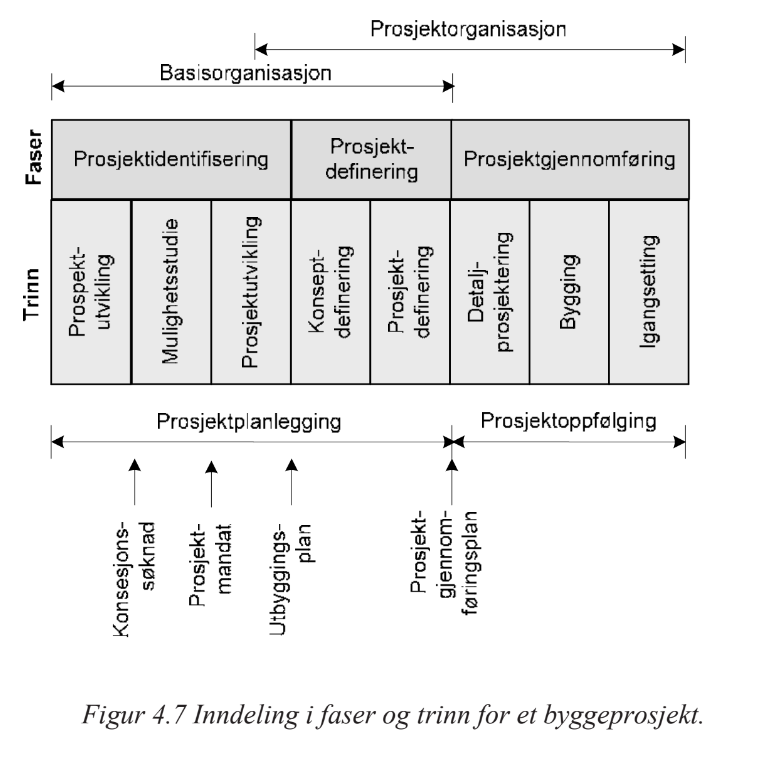 Prosjektorganisasjon
Basisorganisasjon
Faser
Prosjektidentifisering
Prosjekt-
definering
Prosjektgjennomføring
Trinn
Prospekt-
utvikling
Mulighetsstudie
Prosjektutvikling
Konsept-
definering
Prosjekt-
definering
Detalj-
prosjektering
Bygging
Igangsetting
Prosjektplanlegging
Prosjektoppfølging
Konsesjons-
søknad
Prosjekt-
mandat
Utbyggings-
plan
Prosjekt-
gjennom-
føringsplan
Figur 4.7 Inndeling i faser og trinn for et byggeprosjekt.